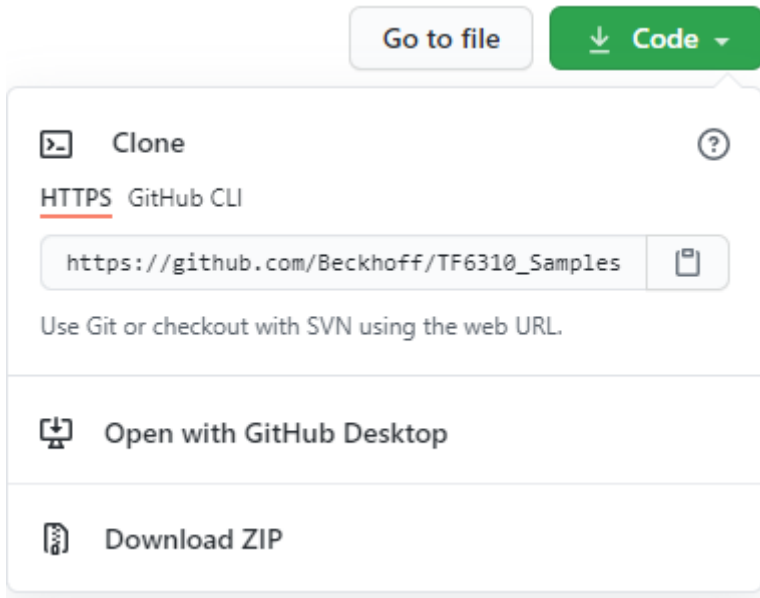 Go to file Code
Clone
HTTPS GitHub CLI
https://github.com/Beckhoff/TF6310_Samples
Use Git or checkout with SVN using the web URL.
Open with GitHub Desktop
Download ZIP